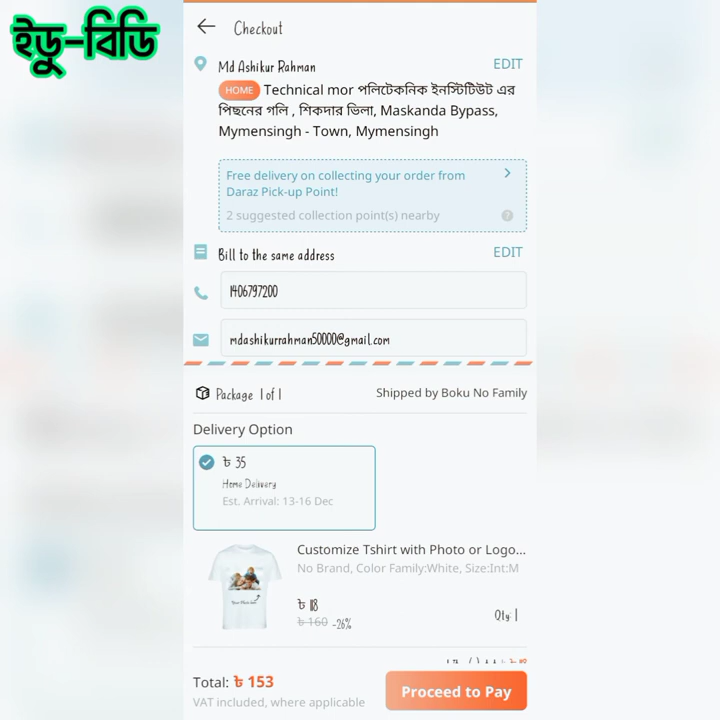 ইডু-বিডি
Checkout
Md Ashikur Rahman
EDIT
HOME Technical mor পলিটেকনিক ইনস্টিটিউট এর
পিছনের গলি , শিকদার ভিলা, Maskanda Bypass,
Mymensingh - Town, Mymensingh
Free delivery on collecting your order from
Daraz Pick-up Point!
2 suggested collection point(s) nearby
?
Bill to the same address
EDIT
1406797200
mdashikurrahman50000@gmail.com
Package 1 of 1
Shipped by Boku No Family
Delivery Option
৳ 35
Home Delivery
Est. Arrival: 13-16 Dec
Customize Tshirt with Photo or Logo...
No Brand, Color Family:White, Size:Int:M
৳ 118
৳ 160 -26%
Qty: 1
Total: ৳ 153
VAT included, where applicable
Proceed to Pay